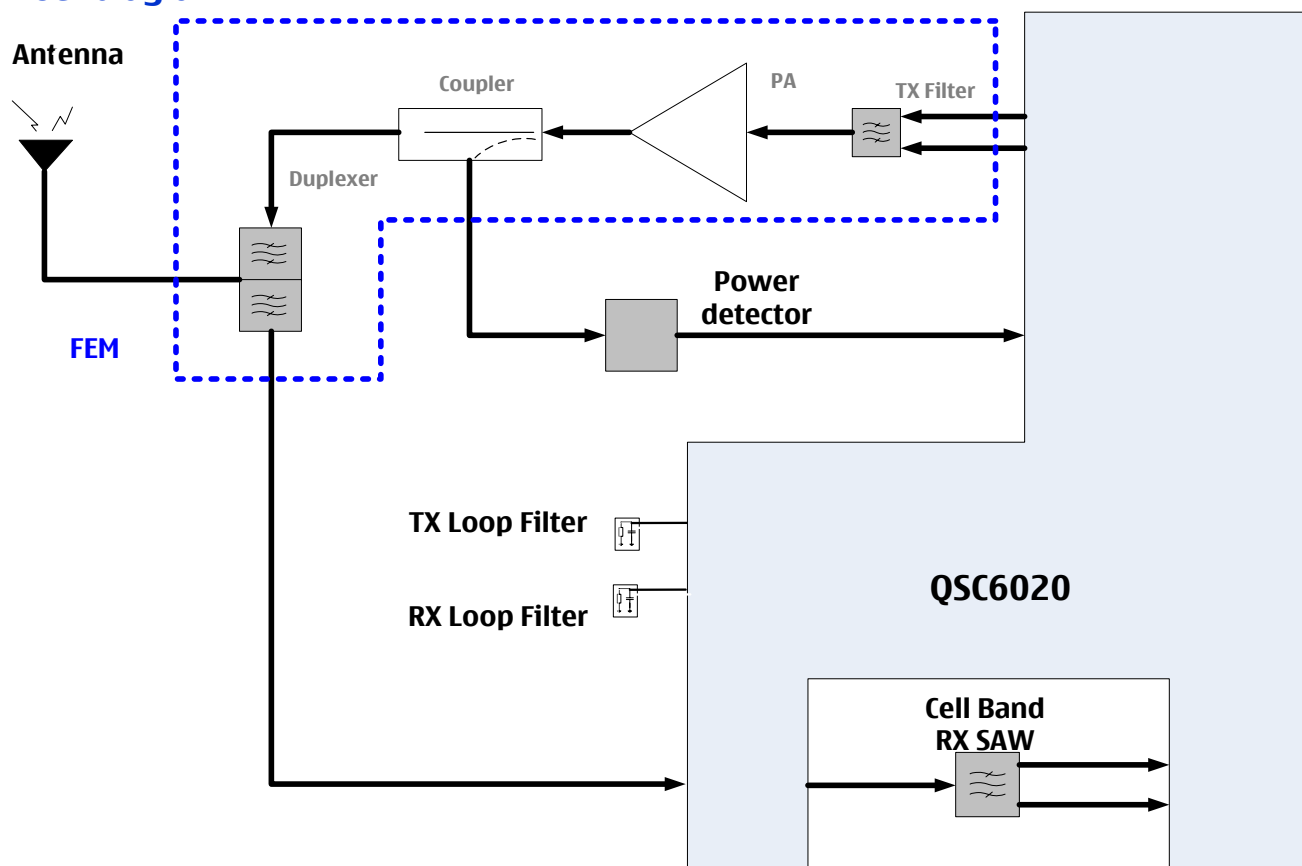 Antenna
Coupler
PA
TX Filter
Duplexer
Power
detector
FEM
TX Loop Filter
RX Loop Filter
QSC6020
Cell Band
RX SAW